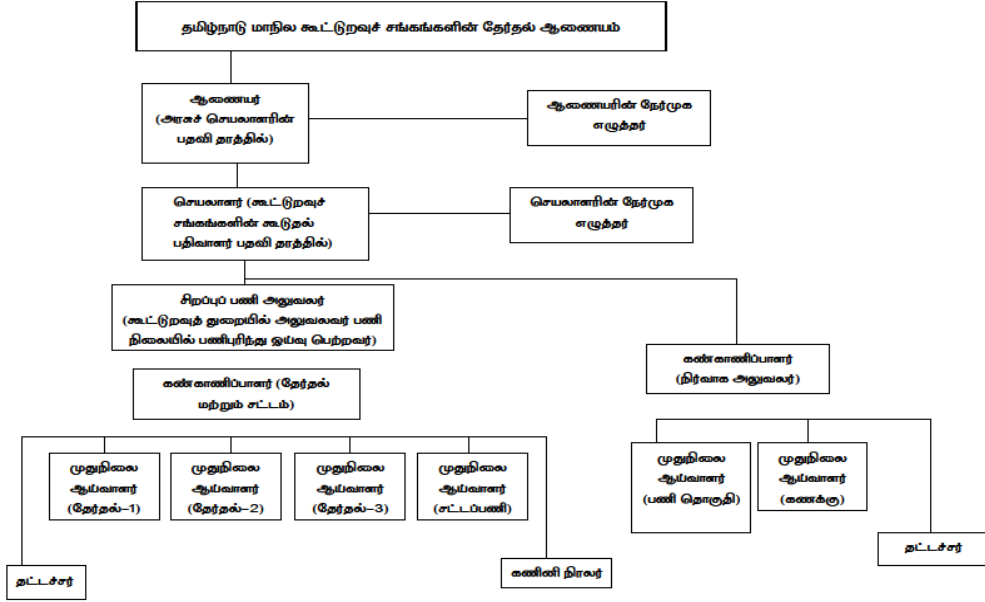 தமிழ்நாடு மாநில கூட்டுறவுச் சங்கங்களின் தேர்தல் ஆணையம்
ஆணையர்
(அரசுச் செயலாளரின்
பதவி தரத்தில்)
ஆணையரின் நேர்முக
எழுத்தர்
செயலாளர் (கூட்டுறவுச்
சங்கங்களின் கூடுதல்
பதிவாளர் பதவி தரத்தில்)
செயலாளரின் நேர்முக
எழுத்தர்
சிறப்புப் பணி அலுவலர்
(கூட்டுறவுத் துறையில் அலுவலவர் பணி
நிலையில் பணிபுரிந்து ஓய்வு பெற்றவர்)
கண்காணிப்பாளர்
(நிர்வாக அலுவலர்)
கண்காணிப்பாளர் (தேர்தல்
மற்றும் சட்டம்)
முதுநிலை
ஆய்வாளர்
(தேர்தல்–1)
முதுநிலை
ஆய்வாளர்
(தேர்தல்–2)
முதுநிலை
ஆய்வாளர்
(தேர்தல்–3)
முதுநிலை
ஆய்வாளர்
(சட்டப்பணி)
முதுநிலை
ஆய்வாளர்
(பணி தொகுதி)
முதுநிலை
ஆய்வாளர்
(கணக்கு)
தட்டச்சர்
கணினி நிரலர்
தட்டச்சர்